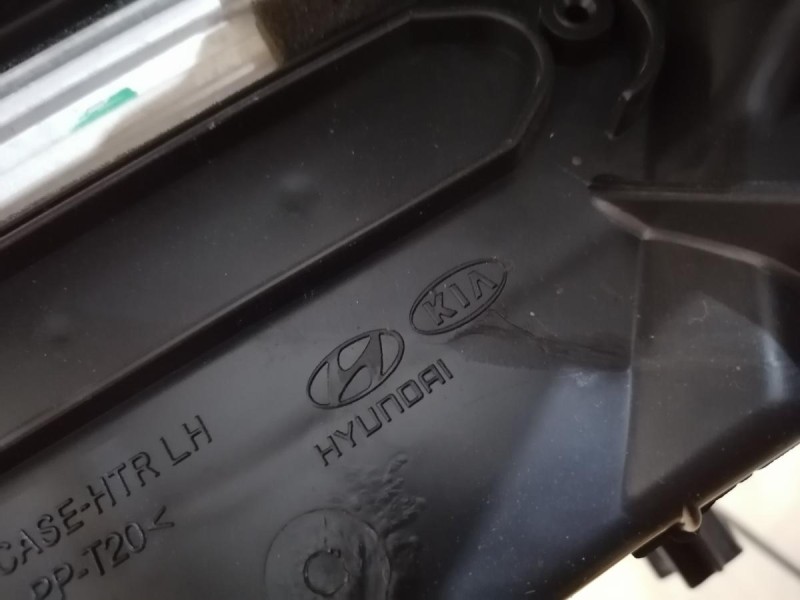 KIA
HYUNDAI
CASE-HTR LH
PP-T20<